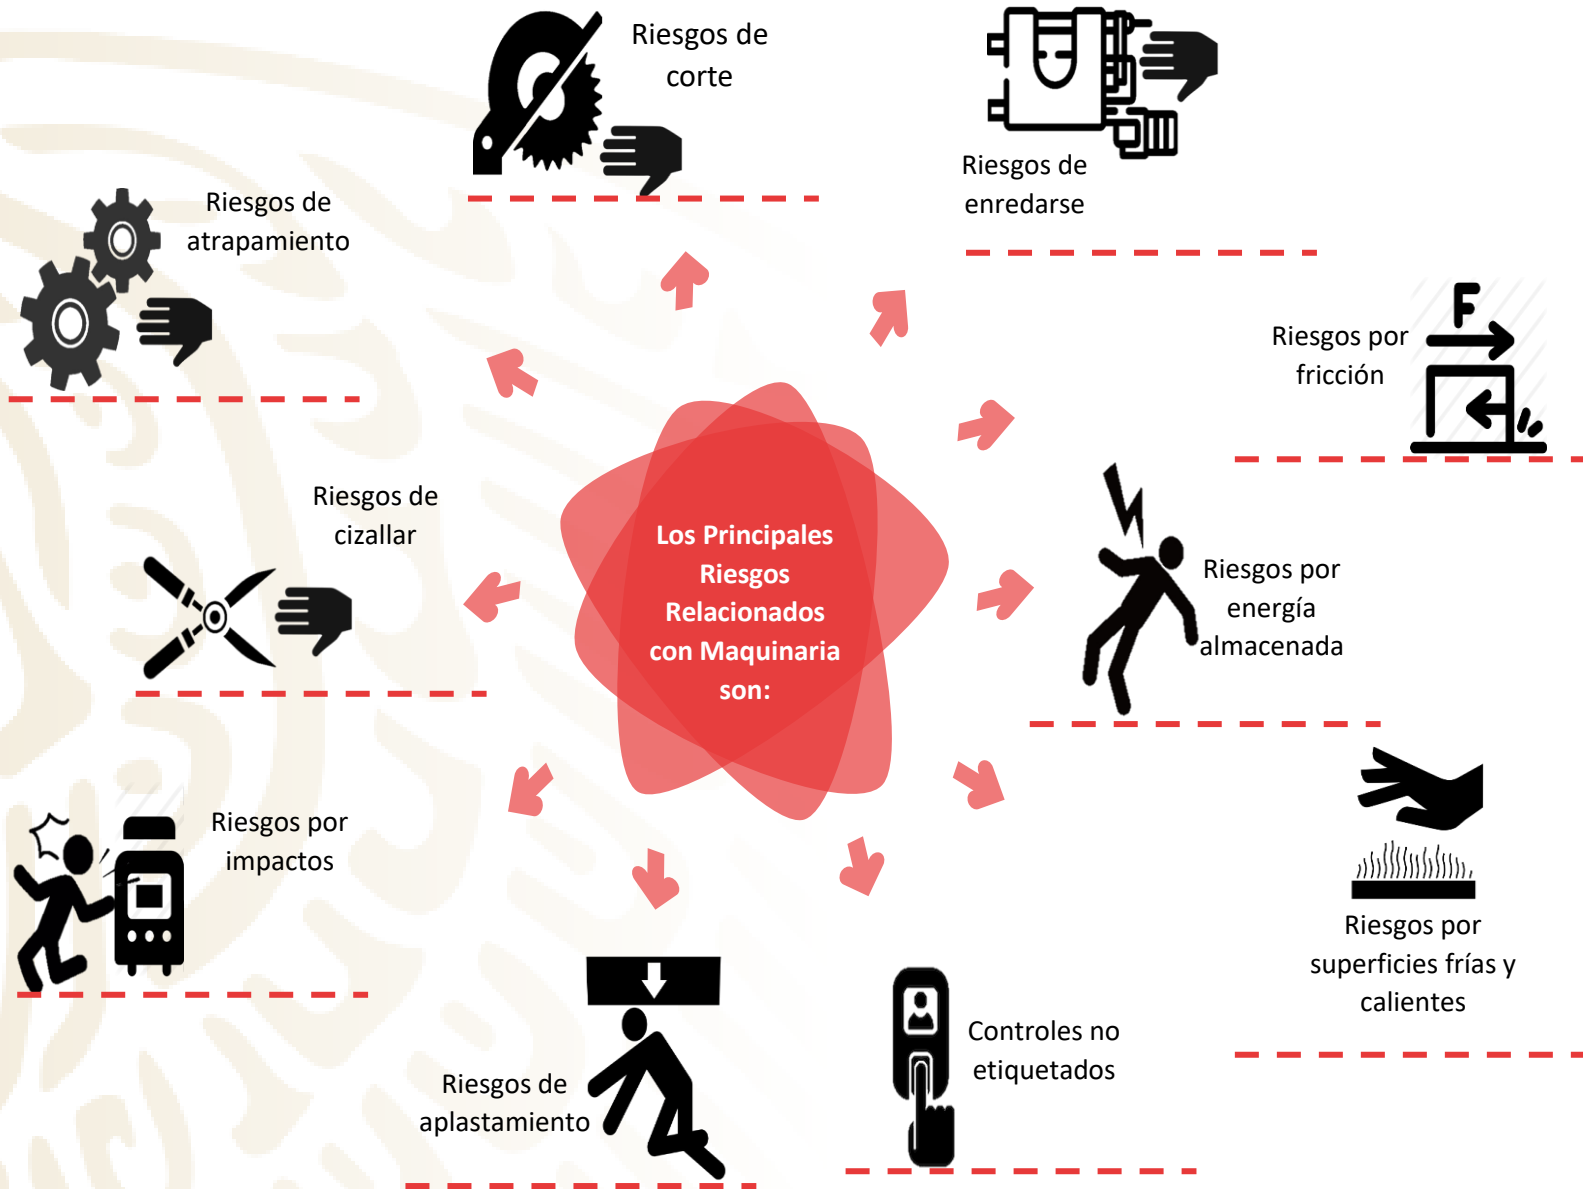 Los Principales
Riesgos
Relacionados
con Maquinaria
son:
Riesgos de
corte
Riesgos de
enredarse
Riesgos por
fricción
F
Riesgos por
energía
almacenada
Riesgos por
superficies frías y
calientes
Controles no
etiquetados
Riesgos de
aplastamiento
Riesgos por
impactos
Riesgos de
cizallar
Riesgos de
atrapamiento